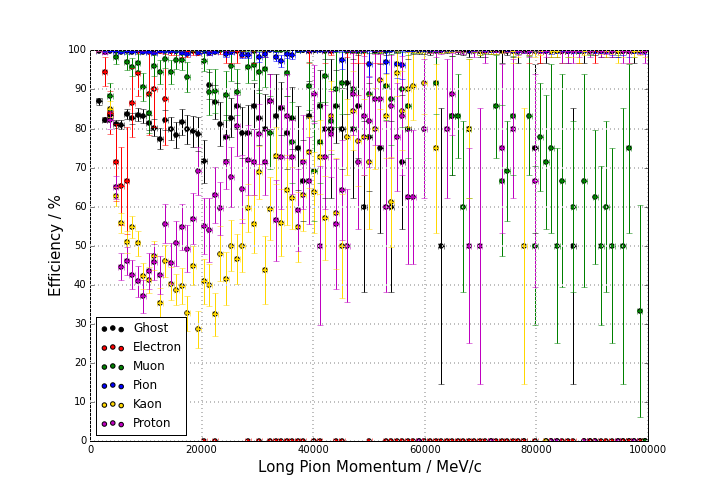 100
90
80
70
60
50
40
30
20
10
0
Efficiency / %
Ghost
Electron
Muon
Pion
Kaon
Proton
0 20000 40000 60000 80000 100000
Long Pion Momentum / MeV/c